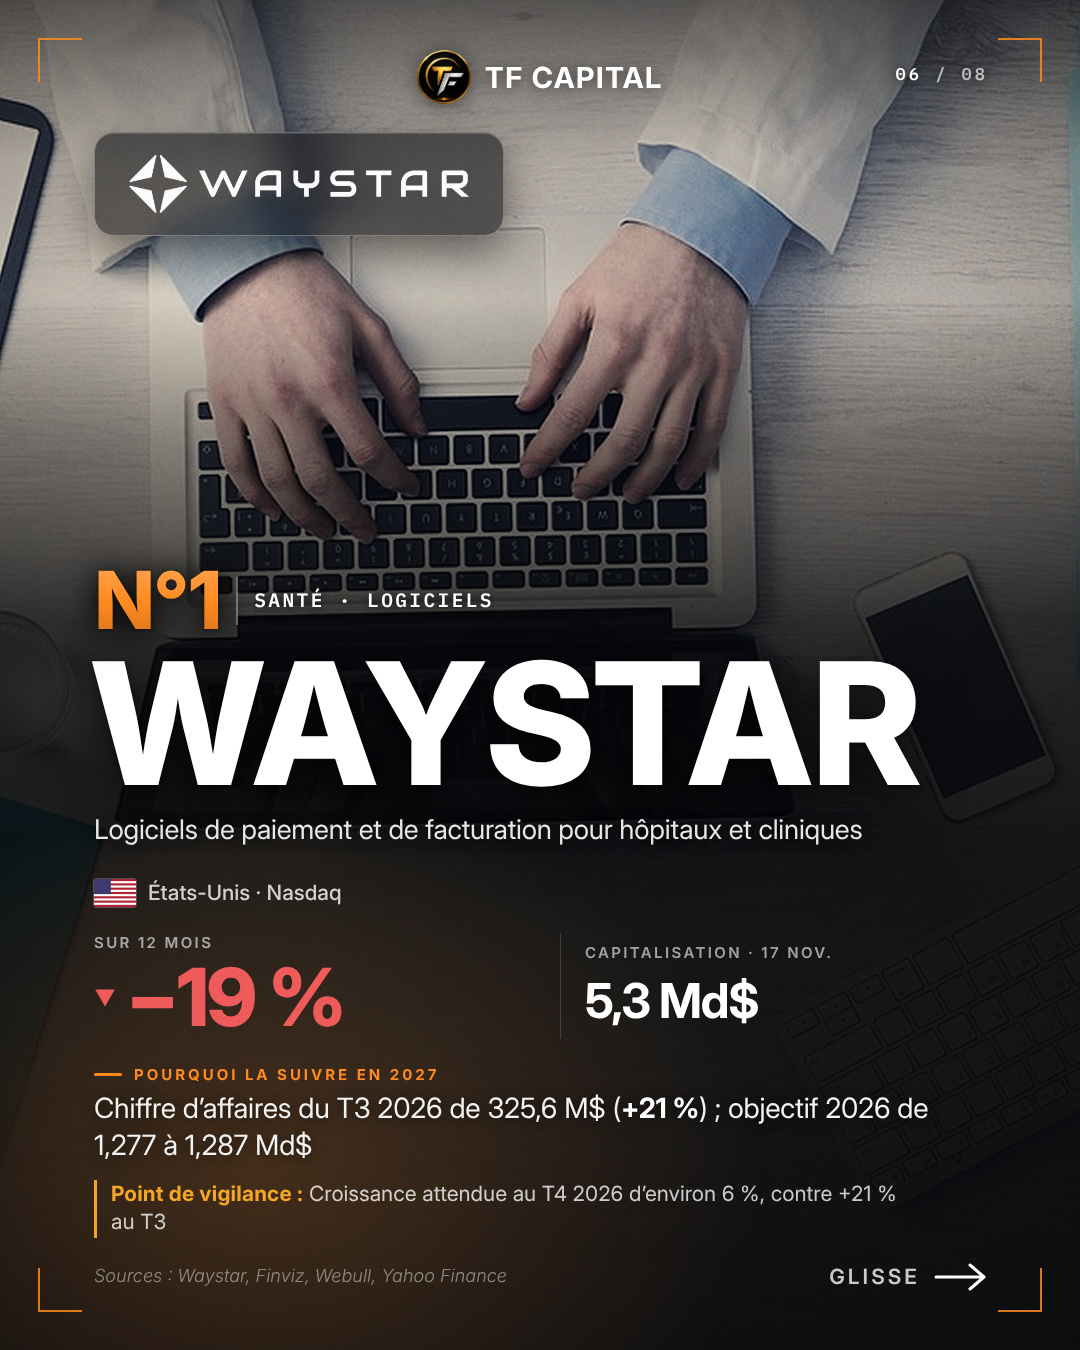 TF CAPITAL
06 / 08
WAYSTAR
N°1
SANTÉ · LOGICIELS
WAYSTAR
Logiciels de paiement et de facturation pour hôpitaux et cliniques
États-Unis · Nasdaq
SUR 12 MOIS
▼ –19 %
CAPITALISATION · 17 NOV.
5,3 Md$
POURQUOI LA SUIVRE EN 2027
Chiffre d’affaires du T3 2026 de 325,6 M$ (+21 %) ; objectif 2026 de
1,277 à 1,287 Md$
Point de vigilance : Croissance attendue au T4 2026 d’environ 6 %, contre +21 %
au T3
Sources : Waystar, Finviz, Webull, Yahoo Finance
GLISSE →